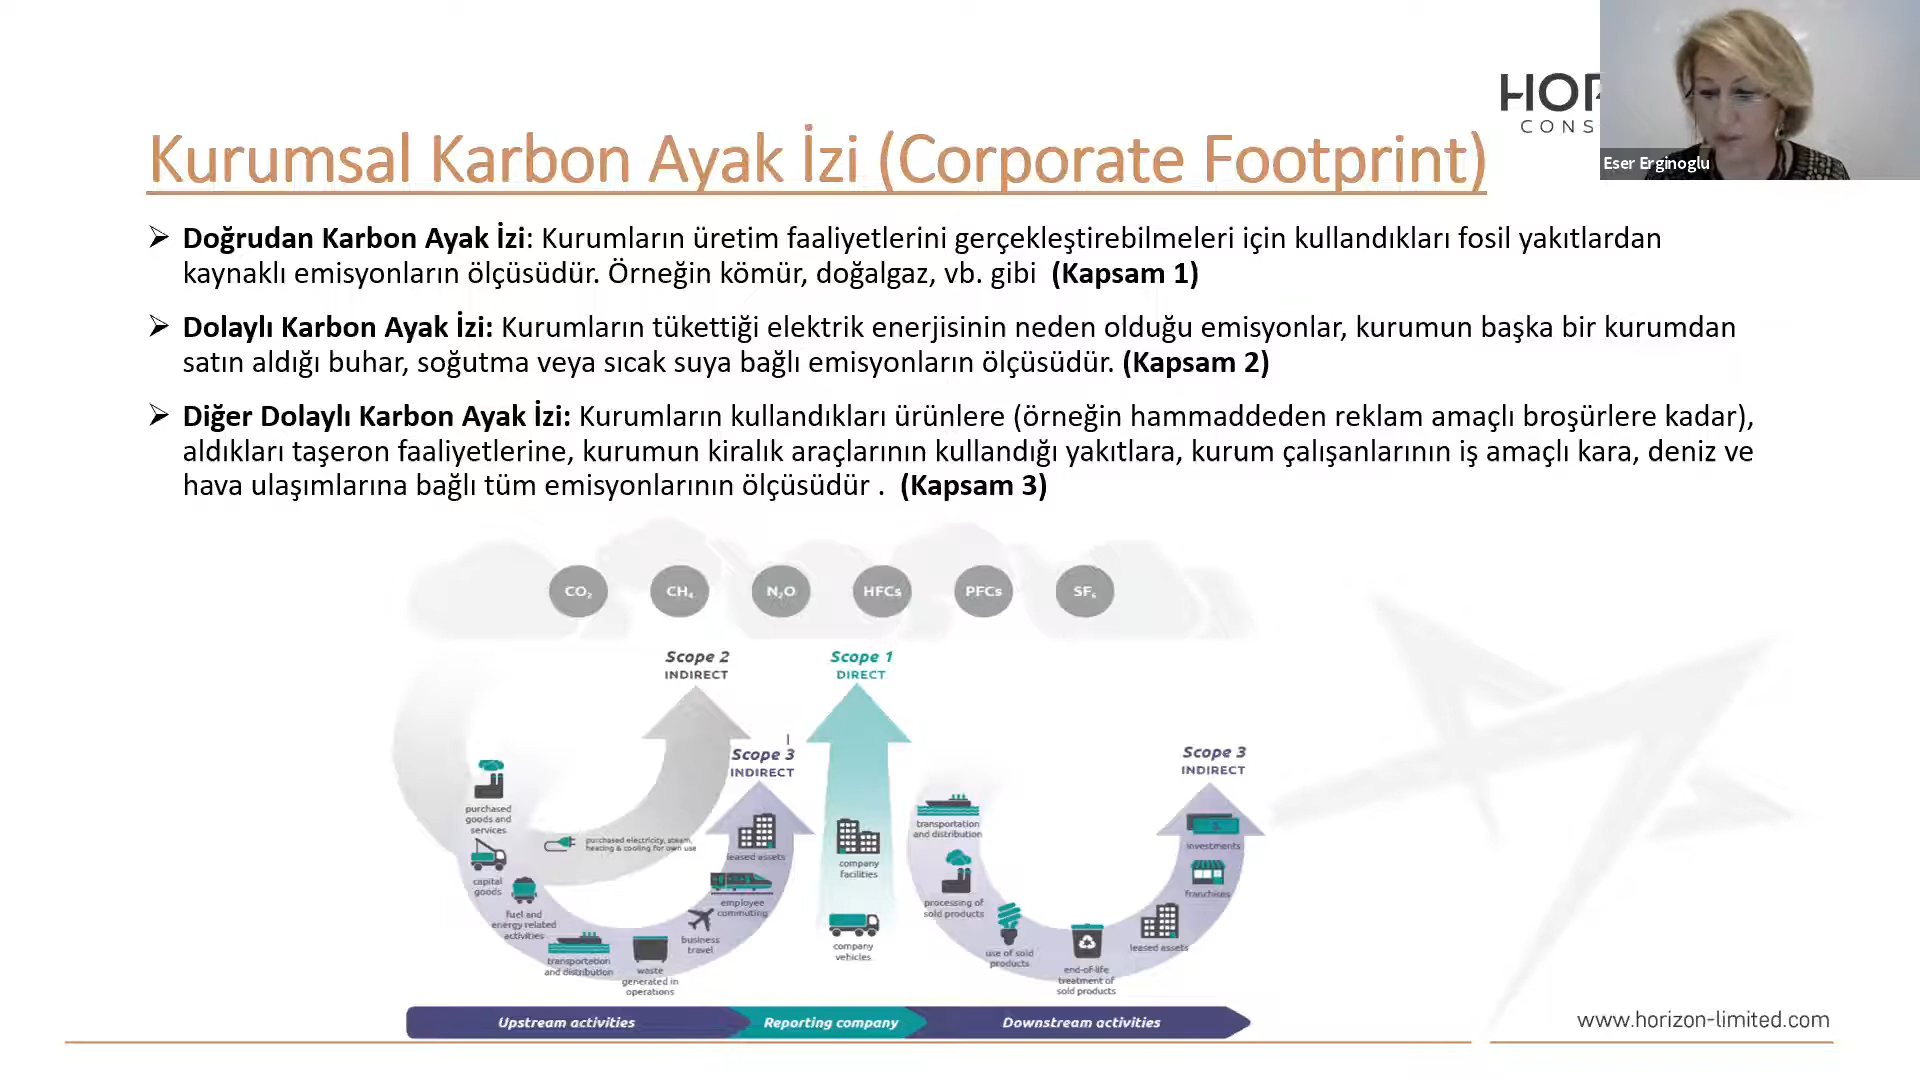 HOR
CONS
Eser Erginoglu
Kurumsal Karbon Ayak İzi (Corporate Footprint)
➢ Doğrudan Karbon Ayak İzi: Kurumların üretim faaliyetlerini gerçekleştirebilmeleri için kullandıkları fosil yakıtlardan
kaynaklı emisyonların ölçüsüdür. Örneğin kömür, doğalgaz, vb. gibi (Kapsam 1)
➢ Dolaylı Karbon Ayak İzi: Kurumların tükettiği elektrik enerjisinin neden olduğu emisyonlar, kurumun başka bir kurumdan
satın aldığı buhar, soğutma veya sıcak suya bağlı emisyonların ölçüsüdür. (Kapsam 2)
➢ Diğer Dolaylı Karbon Ayak İzi: Kurumların kullandıkları ürünlere (örneğin hammaddeden reklam amaçlı broşürlere kadar),
aldıkları taşeron faaliyetlerine, kurumun kiralık araçlarının kullandığı yakıtlara, kurum çalışanlarının iş amaçlı kara, deniz ve
hava ulaşımlarına bağlı tüm emisyonlarının ölçüsüdür . (Kapsam 3)
CO₂ CH₄ N₂O HFCs PFCs SF₆
Scope 2
INDIRECT
Scope 1
DIRECT
Scope 3
INDIRECT
Scope 3
INDIRECT
purchased
goods and
services
capital
goods
fuel and
energy related
activities
transportation
and distribution
waste
generated in
operations
business
travel
employee
commuting
leased assets
purchased electricity, steam,
heating & cooling for own use
company
facilities
company
vehicles
transportation
and distribution
processing of
sold products
use of sold
products
end-of-life
treatment of
sold products
leased assets
franchises
investments
Upstream activities
Reporting company
Downstream activities
www.horizon-limited.com